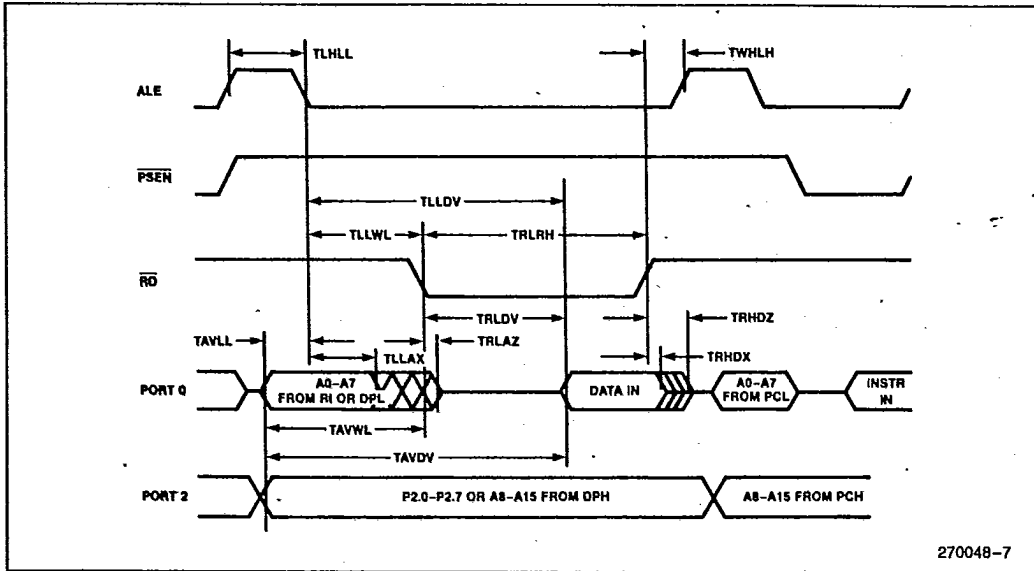 TLHLL
TWHLH
ALE
PSEN
TLLDV
TLLWL
TRLRH
RD
TRLDV
TRHDZ
TAVLL
TRLAZ
TLLAX
TRHDX
PORT 0
A0-A7
FROM RI OR DPL
DATA IN
A0-A7
FROM PCL
INSTR
IN
TAVWL
TAVDV
PORT 2
P2.0-P2.7 OR A8-A15 FROM DPH
A8-A15 FROM PCH
270048-7